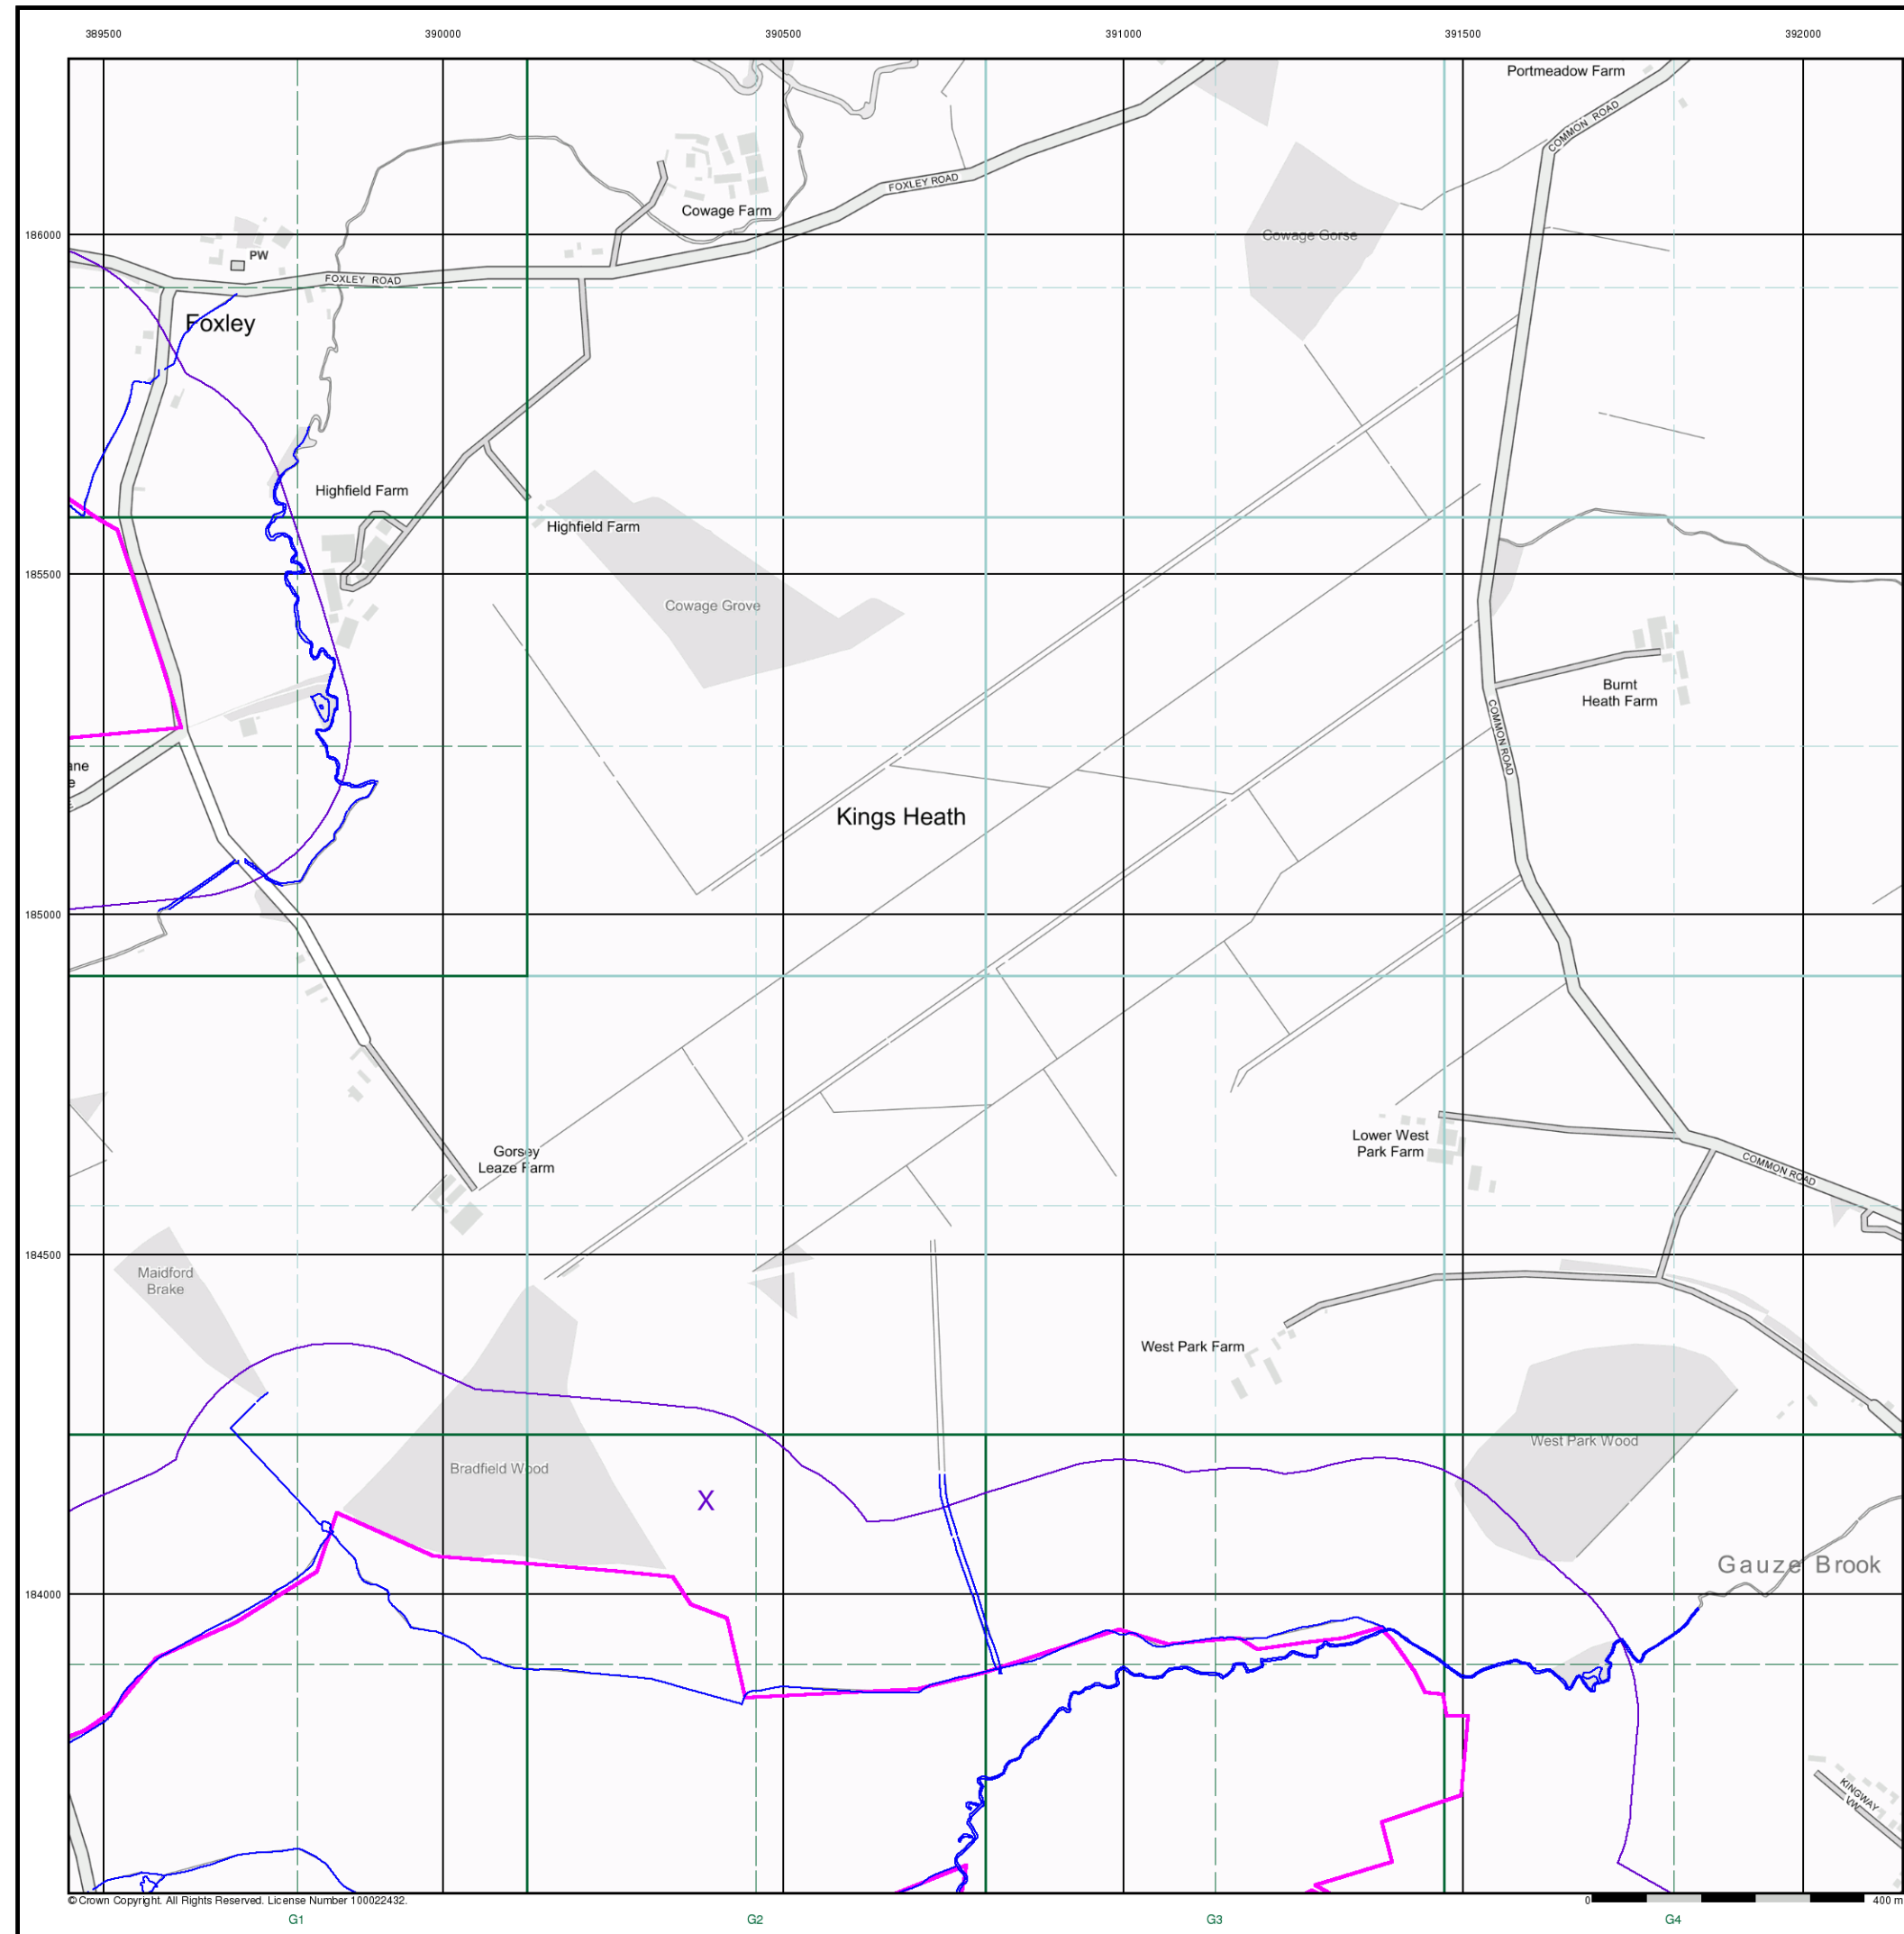 389500 390000 390500 391000 391500 392000
Portmeadow Farm
COMMON ROAD
FOXLEY ROAD
Cowage Farm
186000
Cowage Gorse
PW
FOXLEY ROAD
Foxley
Highfield Farm
Highfield Farm
185500
Cowage Grove
Burnt
Heath Farm
COMMON ROAD
ane
e
Kings Heath
185000
Lower West
Park Farm
Gorsey
Leaze Farm
COMMON ROAD
184500
Maidford
Brake
West Park Farm
West Park Wood
Bradfield Wood
X
Gauze Brook
184000
KINGWAY
VW
© Crown Copyright. All Rights Reserved. License Number 100022432.
0 400 m
G1 G2 G3 G4